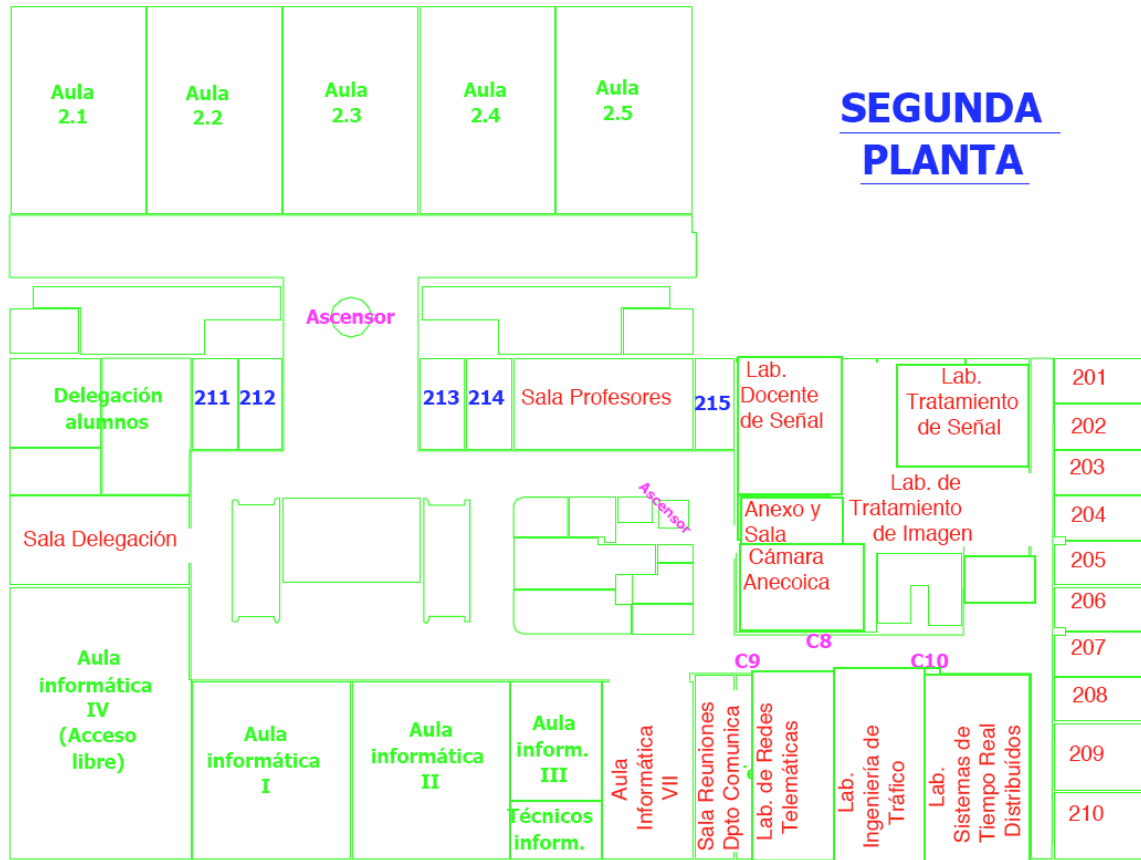 SEGUNDA
PLANTA
Aula
2.1
Aula
2.2
Aula
2.3
Aula
2.4
Aula
2.5
Ascensor
Delegación
alumnos
211
212
213
214
Sala Profesores
215
Lab.
Docente
de Señal
Lab.
Tratamiento
de Señal
201
202
203
204
205
206
207
208
209
210
Sala Delegación
Ascensor
Anexo y
Sala
Cámara
Anecoica
Lab. de
Tratamiento
de Imagen
C8
C9
C10
Aula
informática
IV
(Acceso
libre)
Aula
informática
I
Aula
informática
II
Aula
inform.
III
Técnicos
inform.
Aula
Informática
VII
Sala Reuniones
Dpto Comunica
Lab. de Redes
Telemáticas
Lab.
Ingeniería de
Tráfico
Lab.
Sistemas de
Tiempo Real
Distribuídos